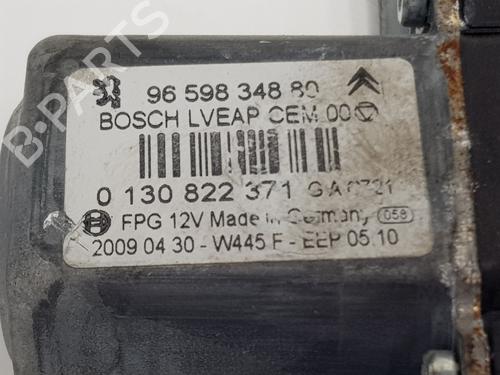 96 598 348 80
BOSCH LVEAP CEM 00
0 130 822 371
FPG 12V Made in Germany 058
2009 04 30 - W445 F - EEP 05.10
B-Parts